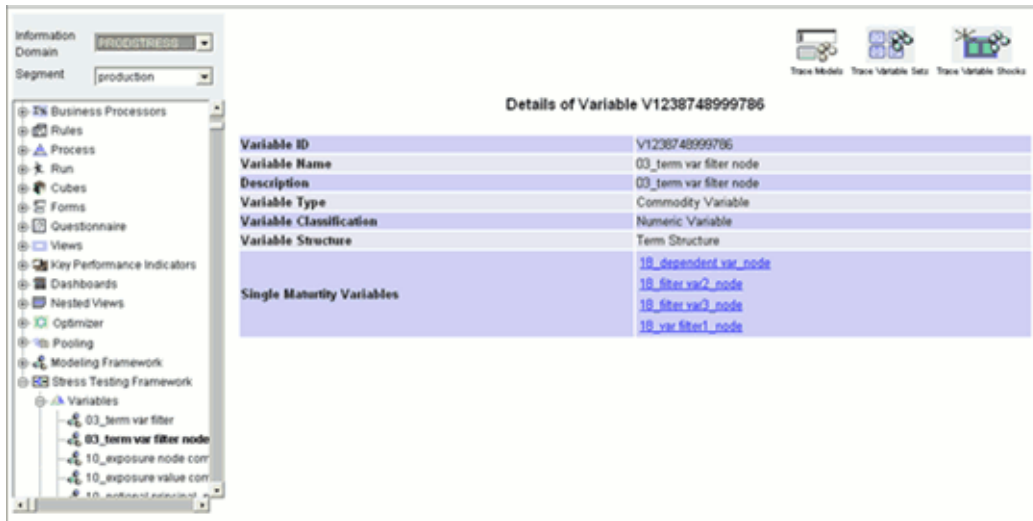 Information Domain
PRODSTRESS
Segment
production
Trace Models
Trace Variable Sets
Trace Variable Shocks
Business Processors
Rules
Process
Run
Cubes
Forms
Questionnaire
Views
Key Performance Indicators
Dashboards
Nested Views
Optimizer
Pooling
Modeling Framework
Stress Testing Framework
Variables
03_term var filter
03_term var filter node
10_exposure node com
10_exposure value com
Details of Variable V1238748999786
Variable ID V1238748999786
Variable Name 03_term var filter node
Description 03_term var filter node
Variable Type Commodity Variable
Variable Classification Numeric Variable
Variable Structure Term Structure
Single Maturtity Variables
18_dependent var_node
18_filter var2_node
18_filter var3_node
18_var filter1_node